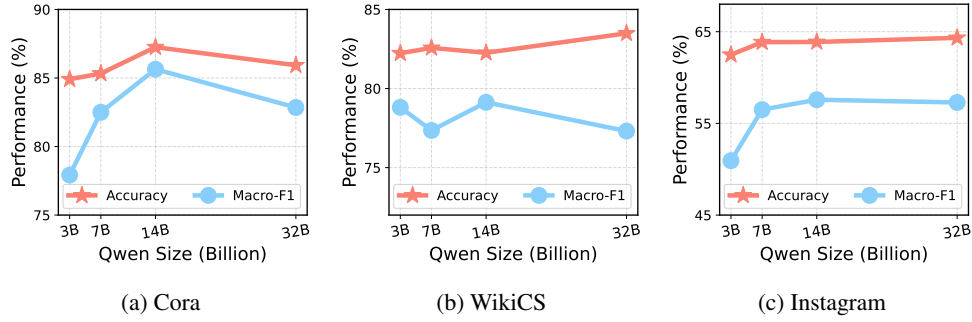 90
85
80
75
Performance (%)
Accuracy
Macro-F1
3B
7B
14B
32B
Qwen Size (Billion)
(a) Cora
85
80
75
Performance (%)
Accuracy
Macro-F1
3B
7B
14B
32B
Qwen Size (Billion)
(b) WikiCS
65
55
45
Performance (%)
Accuracy
Macro-F1
3B
7B
14B
32B
Qwen Size (Billion)
(c) Instagram